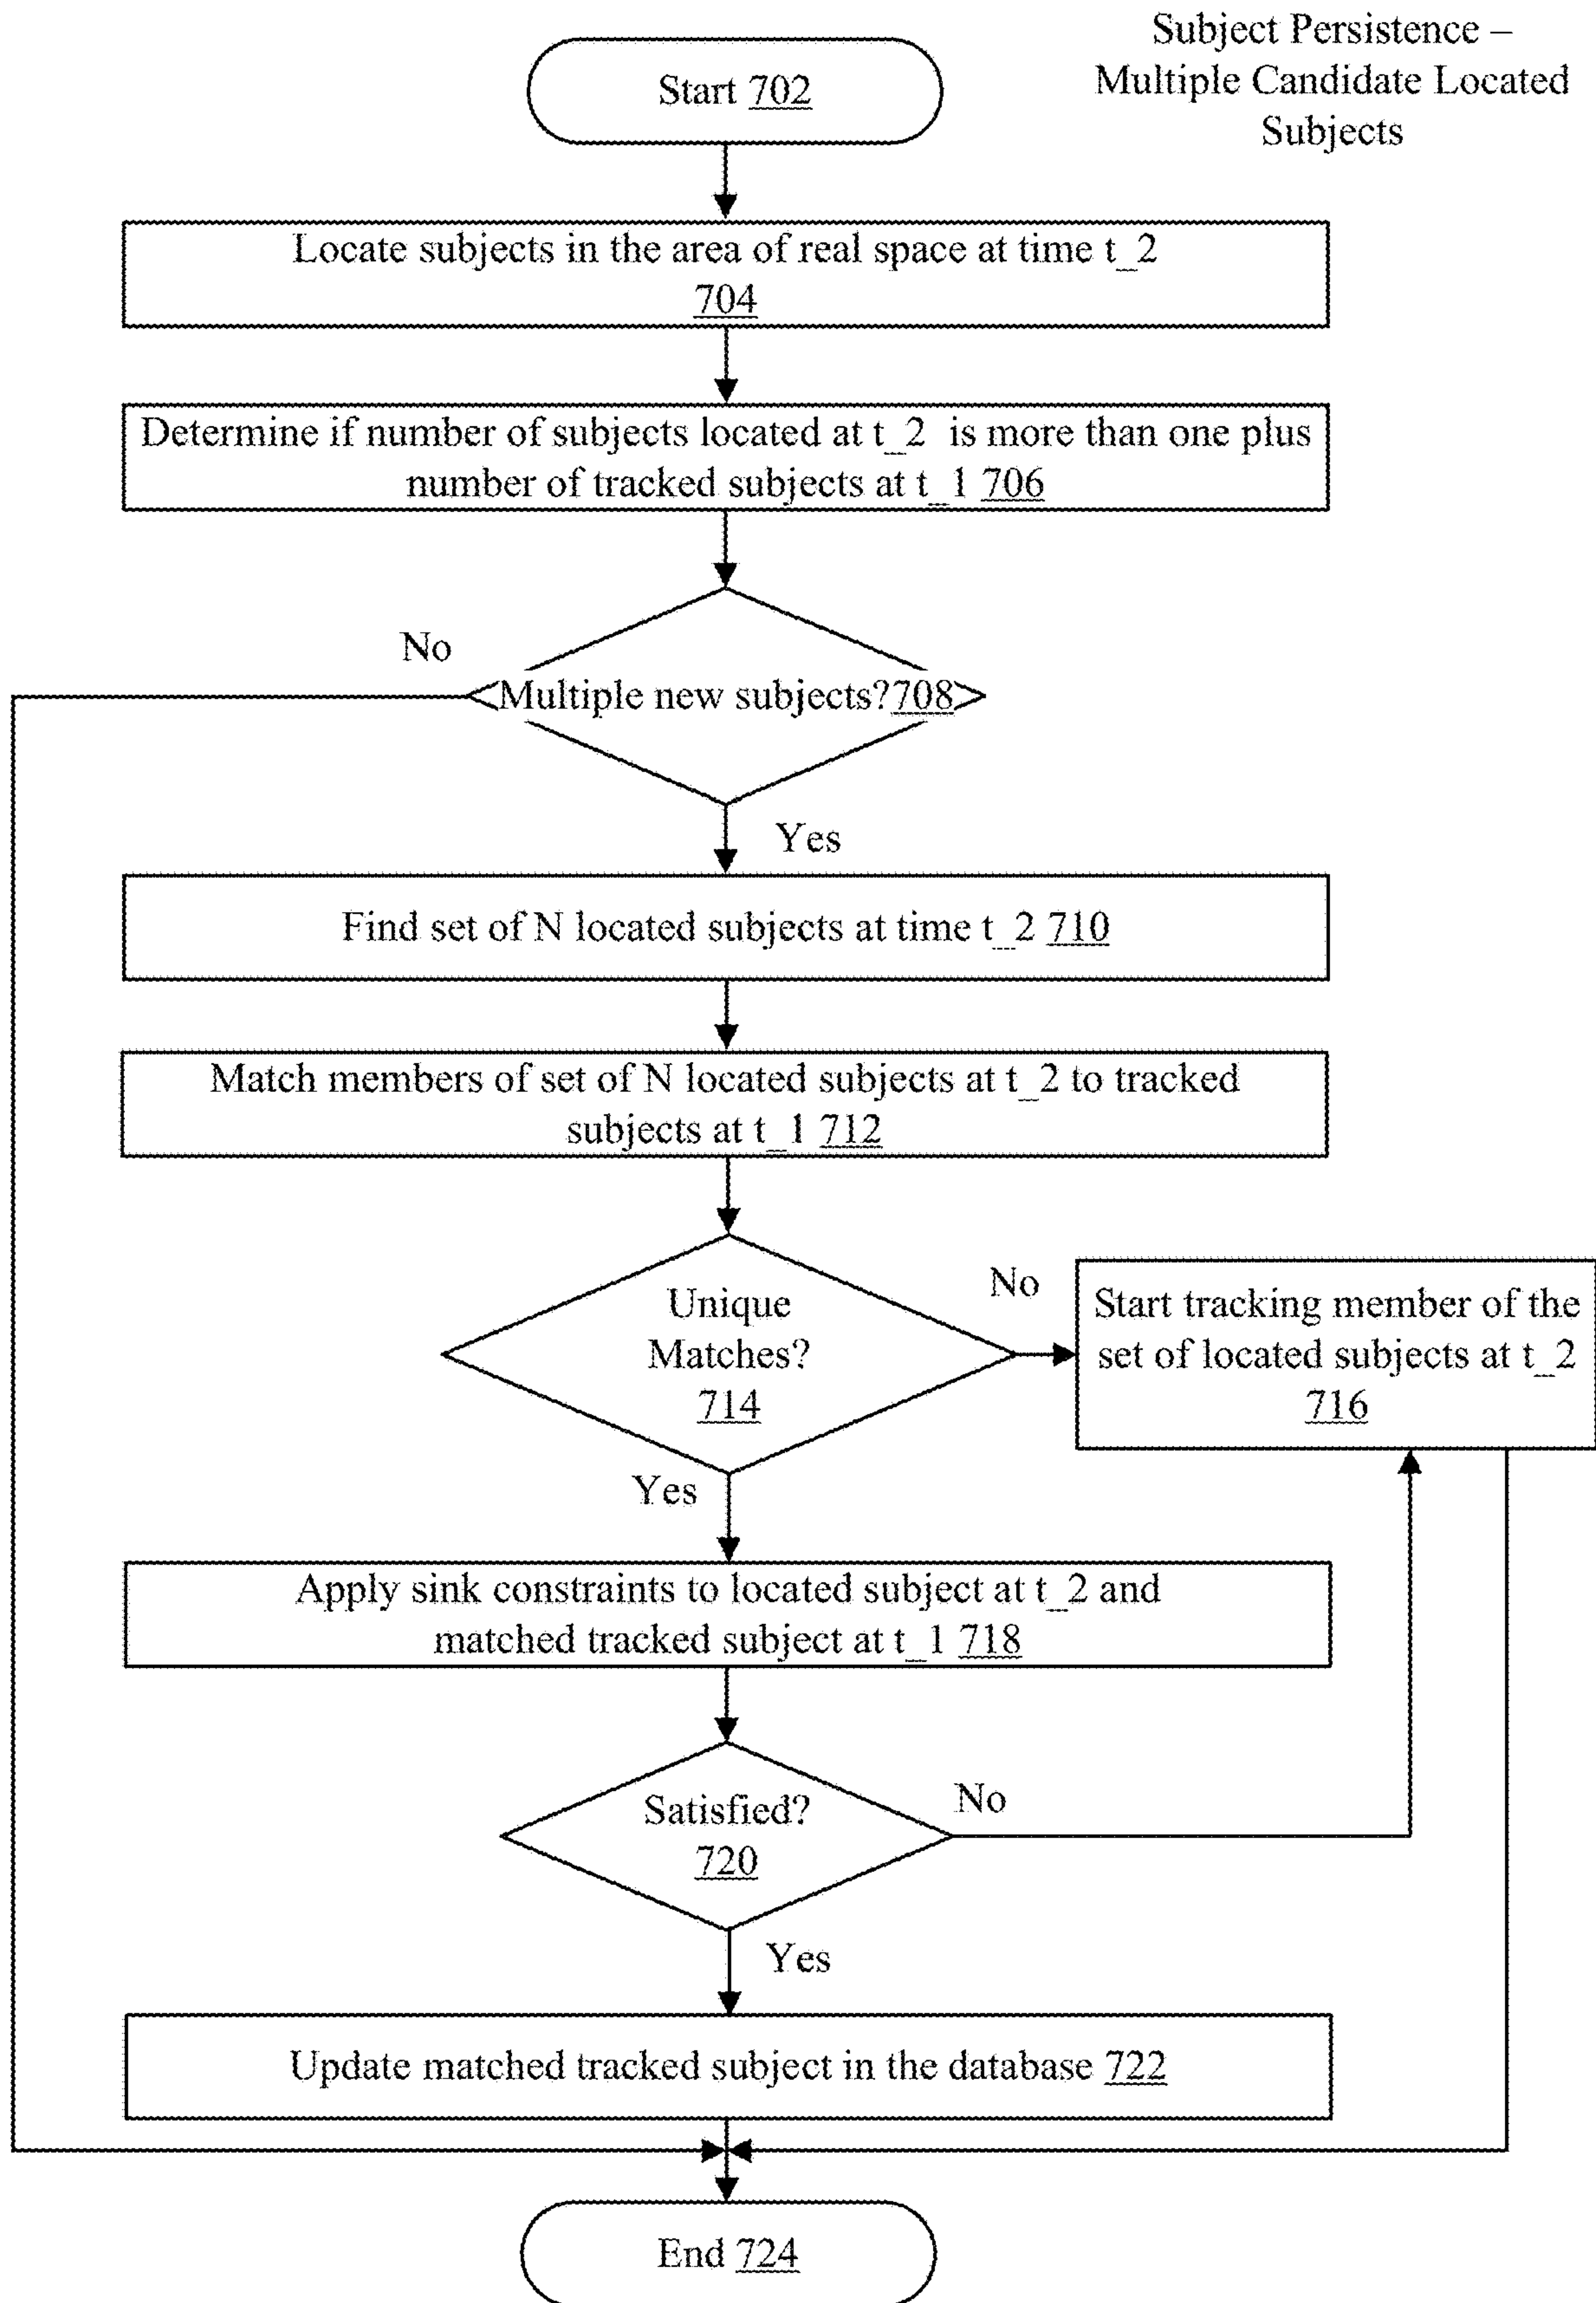 Subject Persistence –
Multiple Candidate Located
Subjects
Start 702
Locate subjects in the area of real space at time t_2
704
Determine if number of subjects located at t_2 is more than one plus
number of tracked subjects at t_1 706
No
Multiple new subjects?708
Yes
Find set of N located subjects at time t_2 710
Match members of set of N located subjects at t_2 to tracked
subjects at t_1 712
Unique
Matches?
714
No
Start tracking member of the
set of located subjects at t_2
716
Yes
Apply sink constraints to located subject at t_2 and
matched tracked subject at t_1 718
Satisfied?
720
No
Yes
Update matched tracked subject in the database 722
End 724